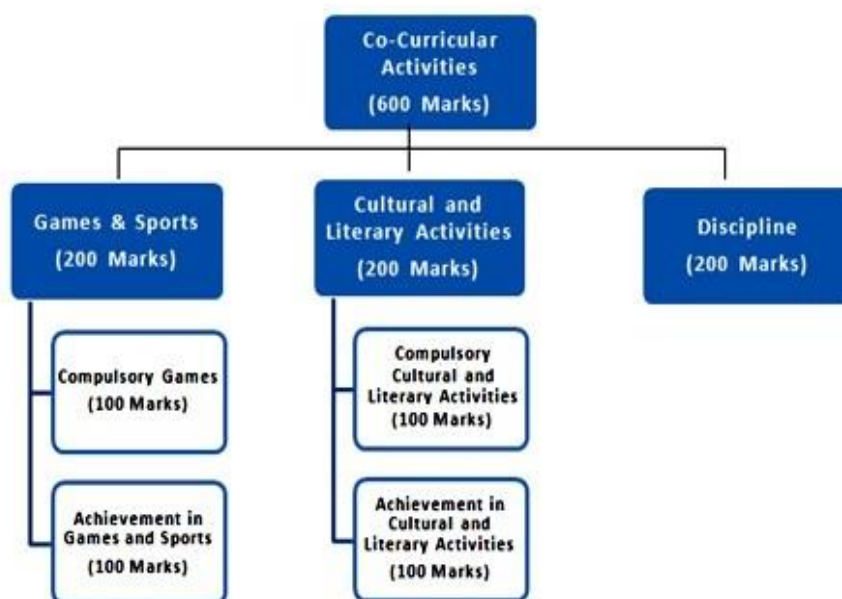 Co-Curricular
Activities
(600 Marks)
Games & Sports
(200 Marks)
Cultural and
Literary Activities
(200 Marks)
Discipline
(200 Marks)
Compulsory Games
(100 Marks)
Compulsory
Cultural and
Literary Activities
(100 Marks)
Achievement in
Games and Sports
(100 Marks)
Achievement in
Cultural and
Literary Activities
(100 Marks)